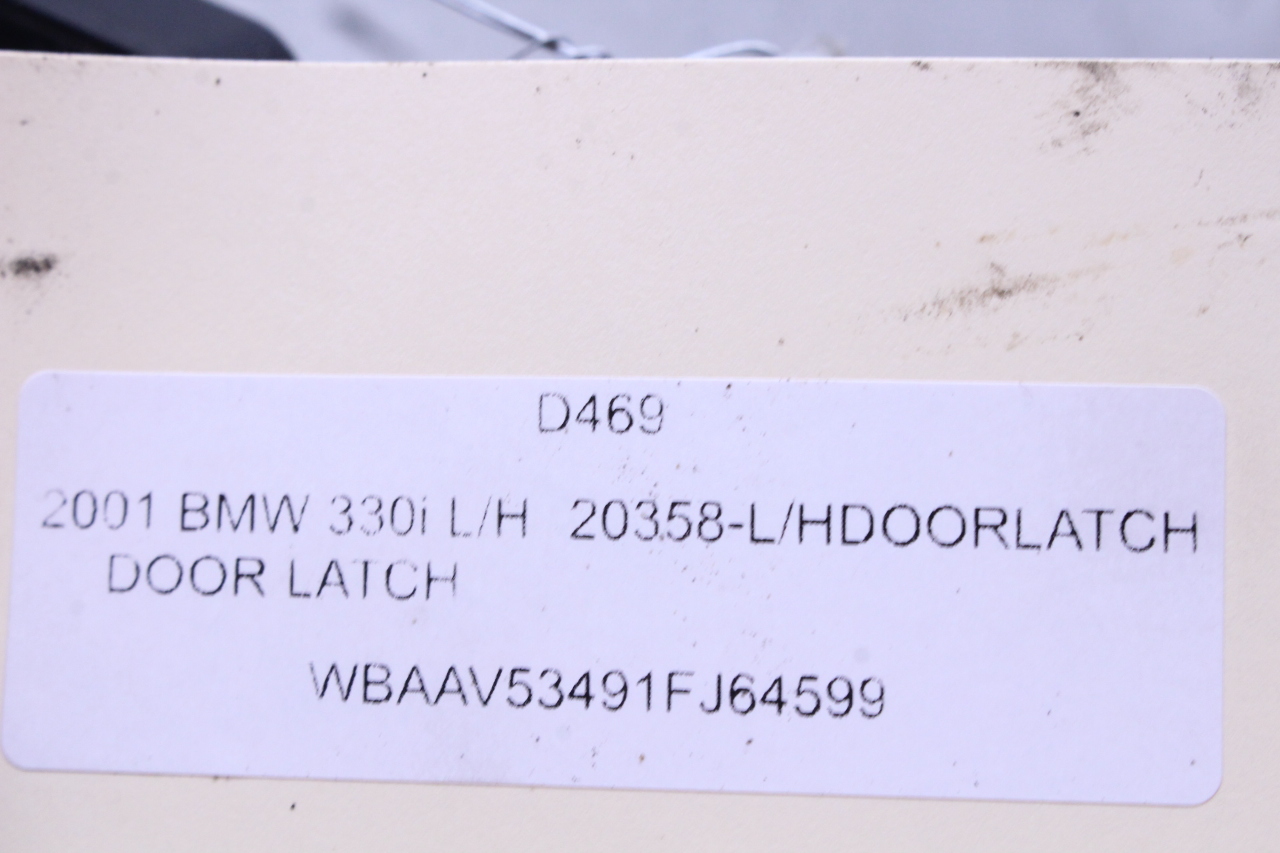 D469
2001 BMW 330i L/H 20358-L/HDOORLATCH
DOOR LATCH
WBAAV53491FJ64599